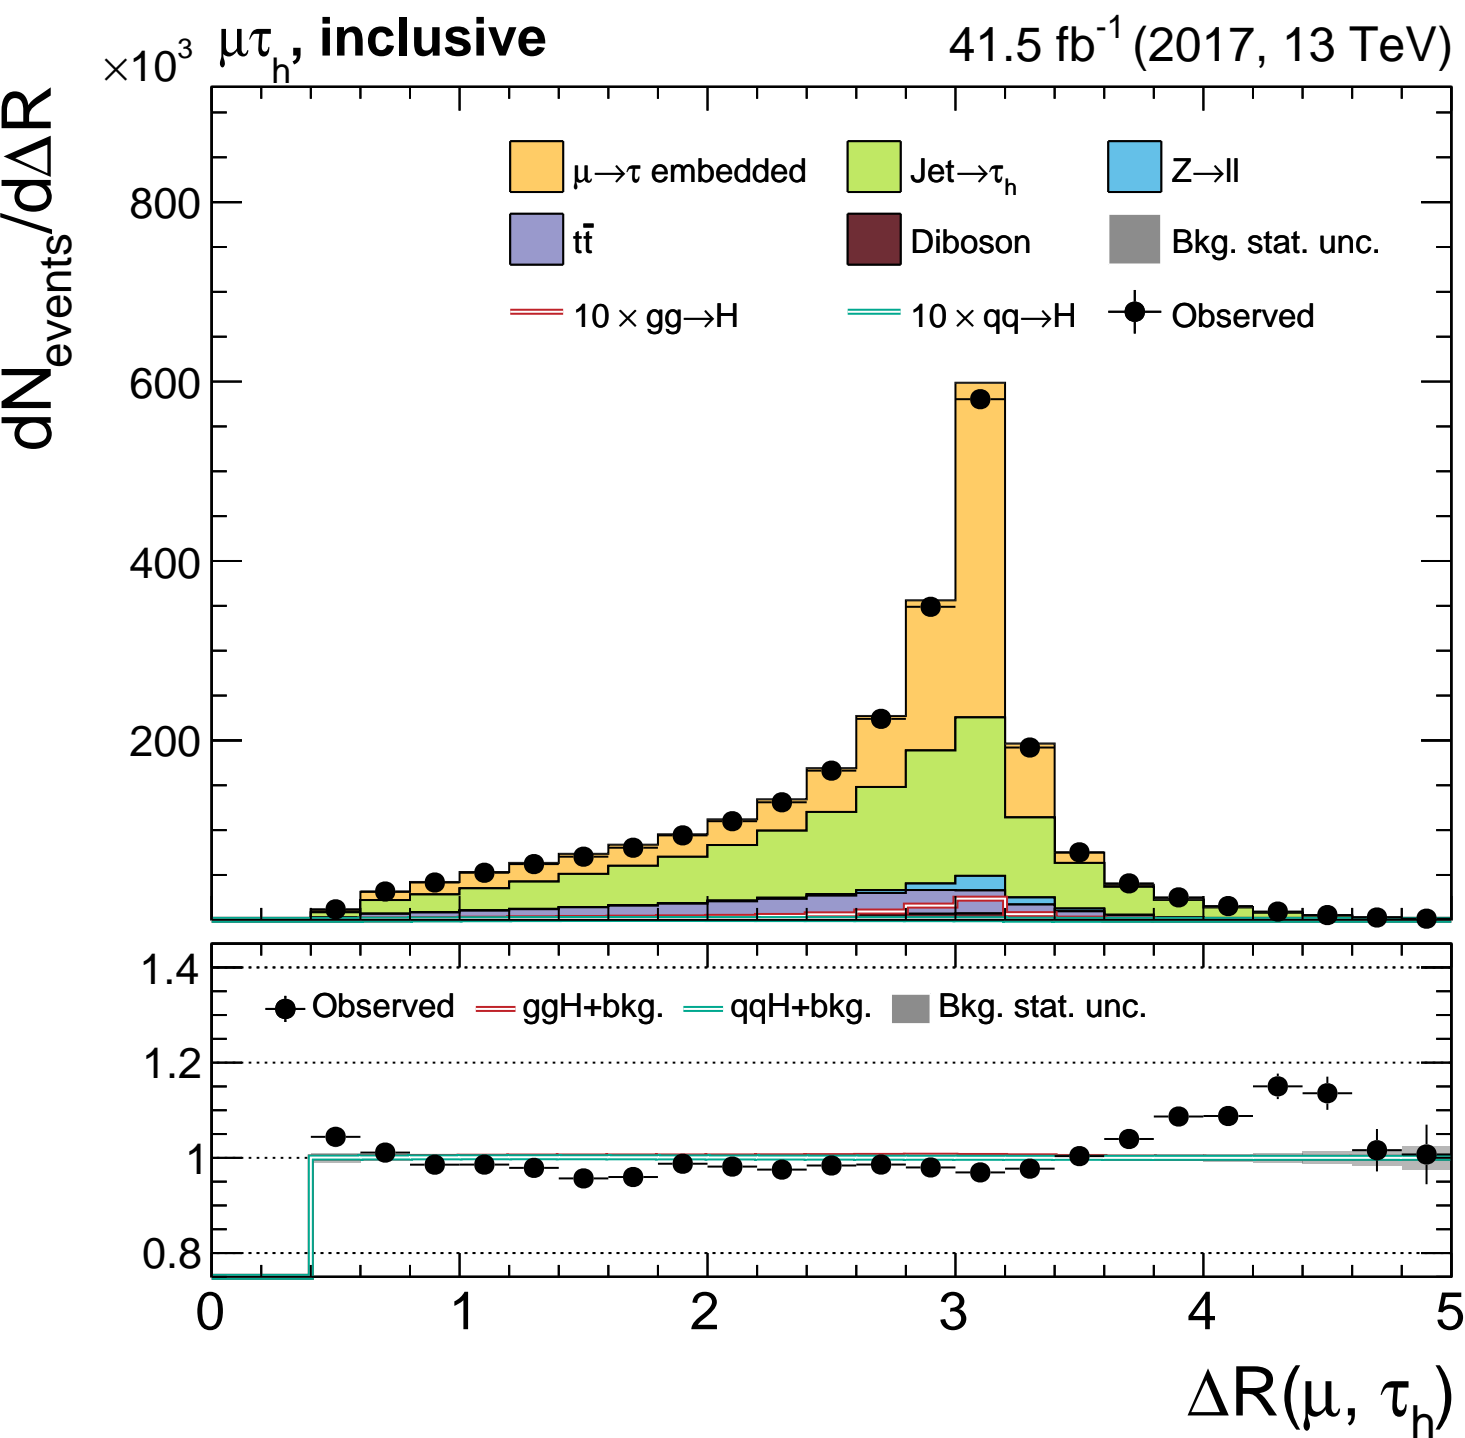 ×10³ μτh, inclusive 41.5 fb⁻¹ (2017, 13 TeV)
dNevents/dΔR
μ→τ embedded Jet→τh Z→ll
tt̄ Diboson Bkg. stat. unc.
10 × gg→H 10 × qq→H Observed
800
600
400
200
1.4
Observed ggH+bkg. qqH+bkg. Bkg. stat. unc.
1.2
1
0.8
0 1 2 3 4 5
ΔR(μ, τh)